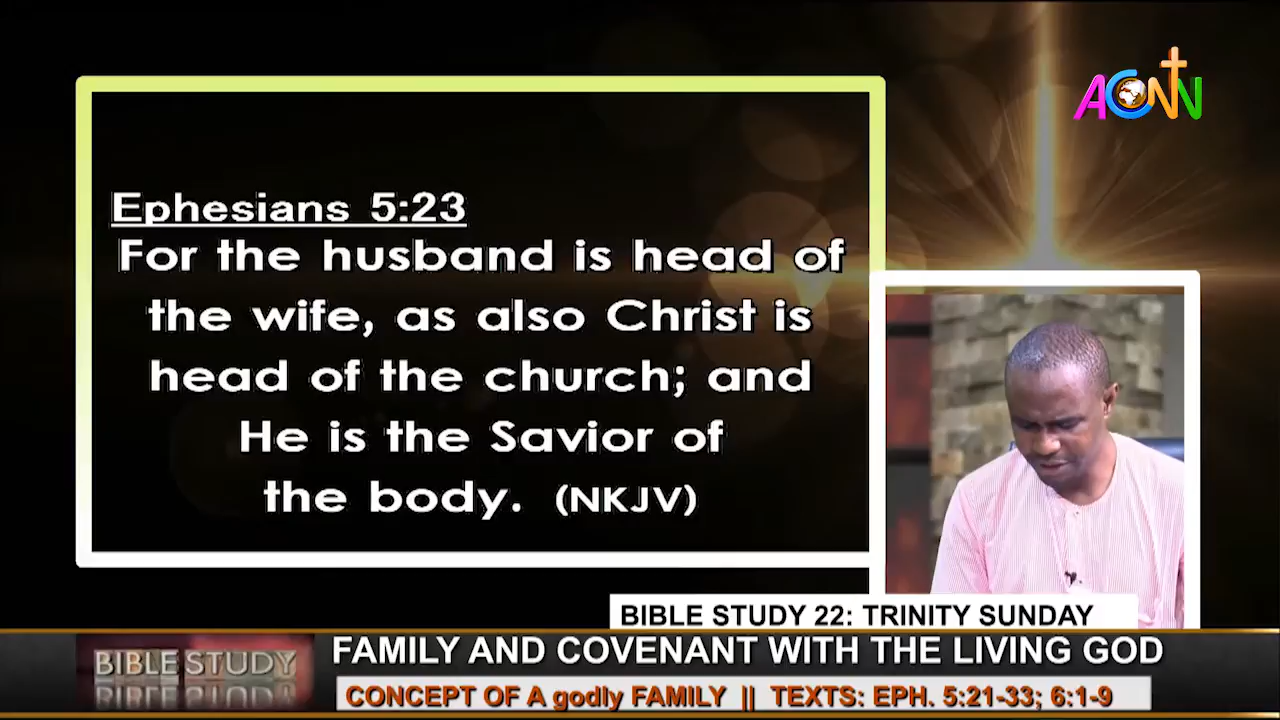 ACNN
Ephesians 5:23
For the husband is head of
the wife, as also Christ is
head of the church; and
He is the Savior of
the body. (NKJV)
BIBLE STUDY 22: TRINITY SUNDAY
BIBLE STUDY
FAMILY AND COVENANT WITH THE LIVING GOD
CONCEPT OF A godly FAMILY || TEXTS: EPH. 5:21-33; 6:1-9